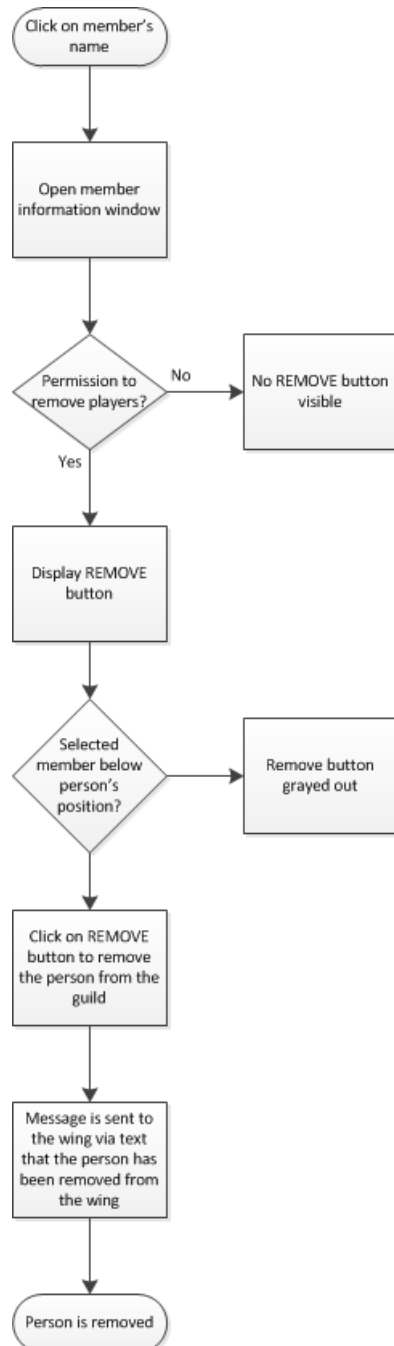 Click on member's
name
Open member
information window
Permission to
remove players?
No
No REMOVE button
visible
Yes
Display REMOVE
button
Selected
member below
person's
position?
Remove button
grayed out
Click on REMOVE
button to remove
the person from the
guild
Message is sent to
the wing via text
that the person has
been removed from
the wing
Person is removed